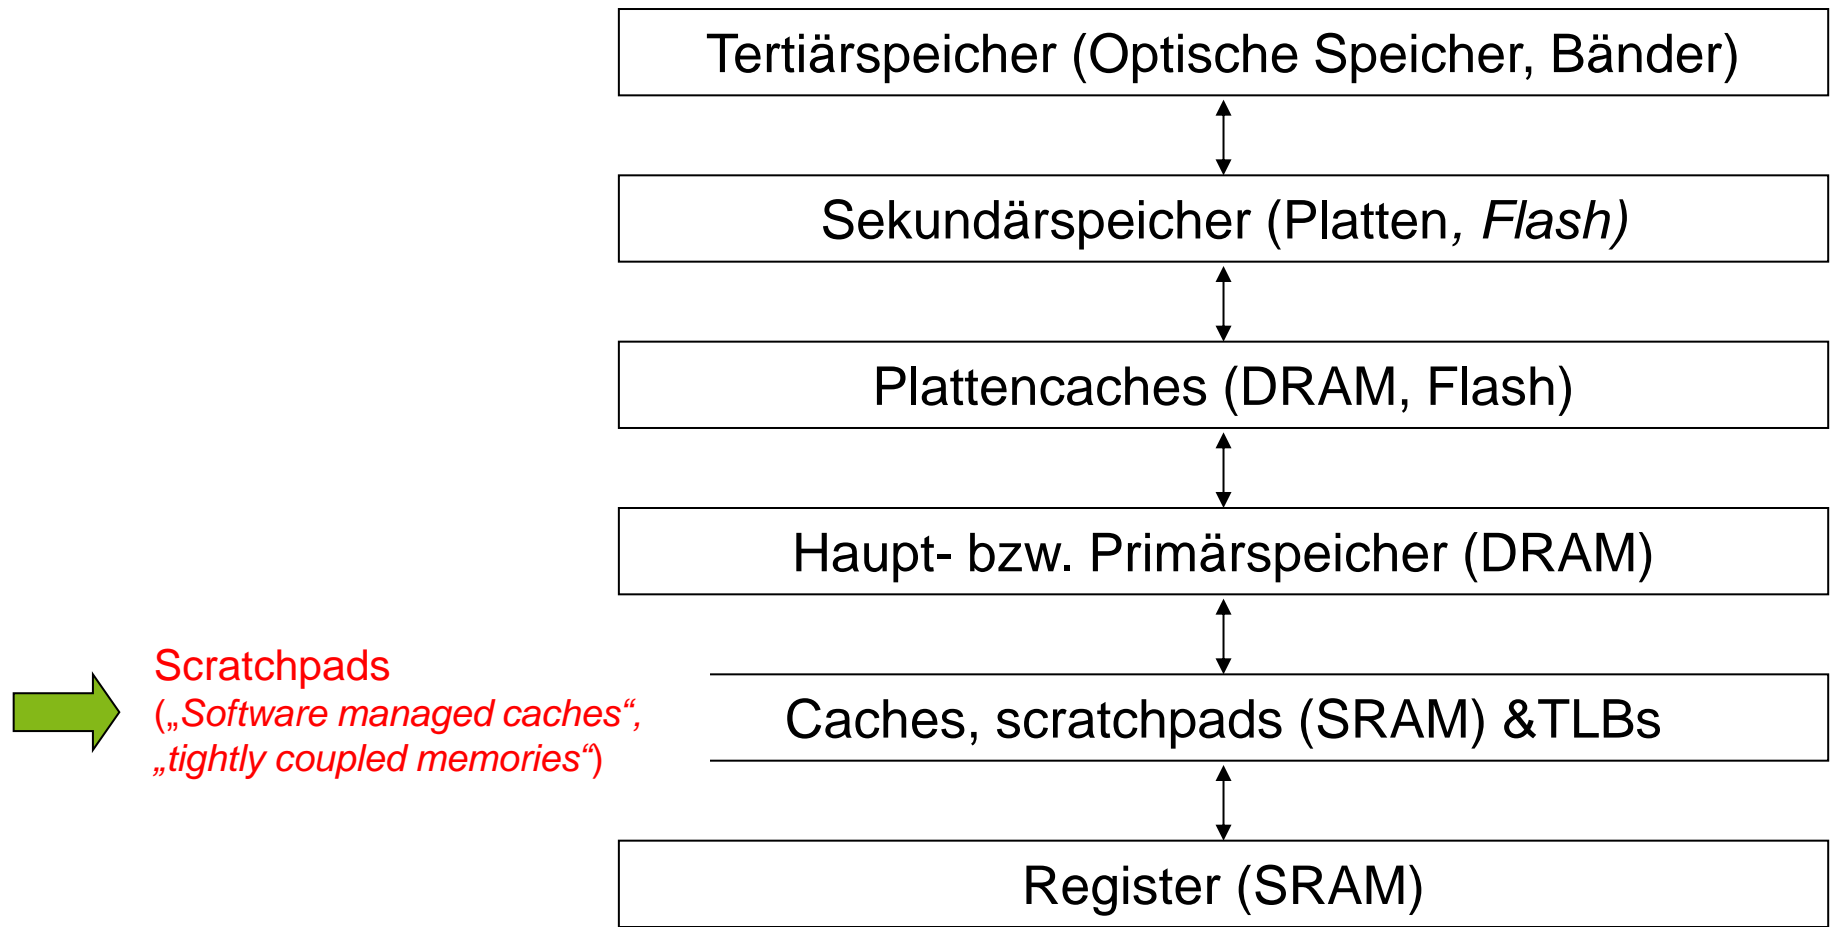 Tertiärspeicher (Optische Speicher, Bänder)
Sekundärspeicher (Platten, Flash)
Plattencaches (DRAM, Flash)
Haupt- bzw. Primärspeicher (DRAM)
Scratchpads
(„Software managed caches“,
„tightly coupled memories“)
Caches, scratchpads (SRAM) &TLBs
Register (SRAM)